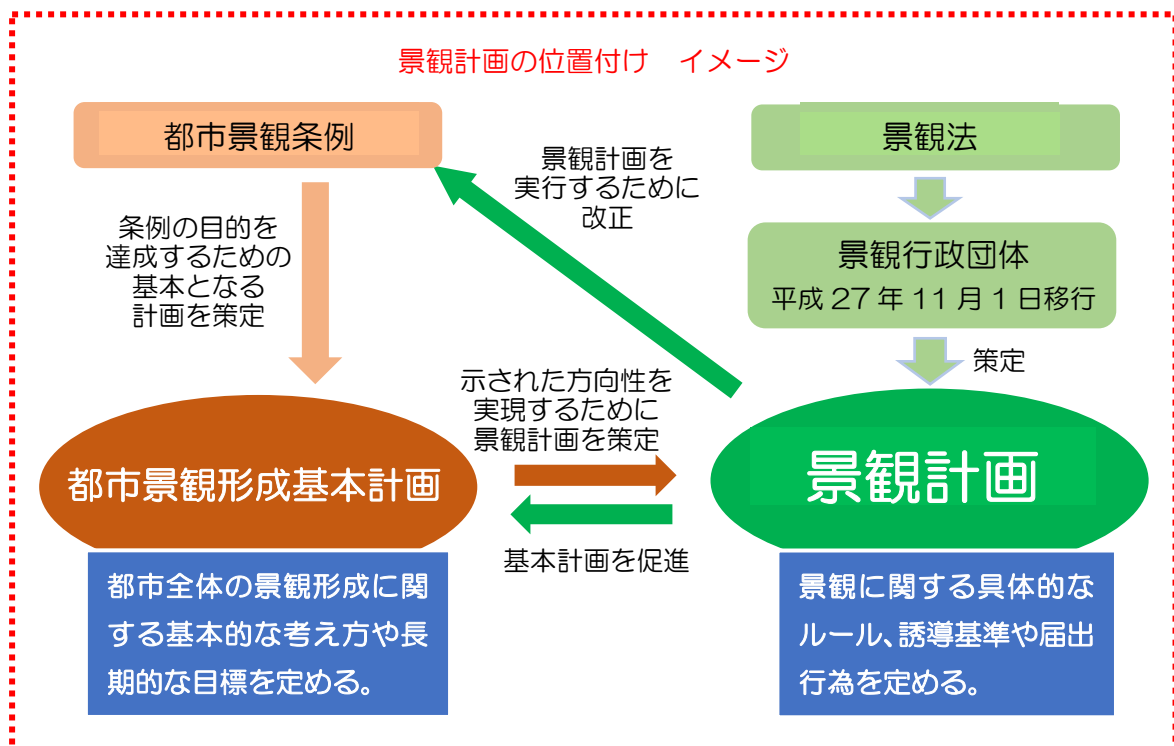 景観計画の位置付け　イメージ
都市景観条例
景観法
景観計画を
実行するために
改正
条例の目的を
達成するための
基本となる
計画を策定
景観行政団体
平成 27 年 11 月 1 日移行
策定
示された方向性を
実現するために
景観計画を策定
都市景観形成基本計画
景観計画
基本計画を促進
都市全体の景観形成に関
する基本的な考え方や長
期的な目標を定める。
景観に関する具体的な
ルール、誘導基準や届出
行為を定める。